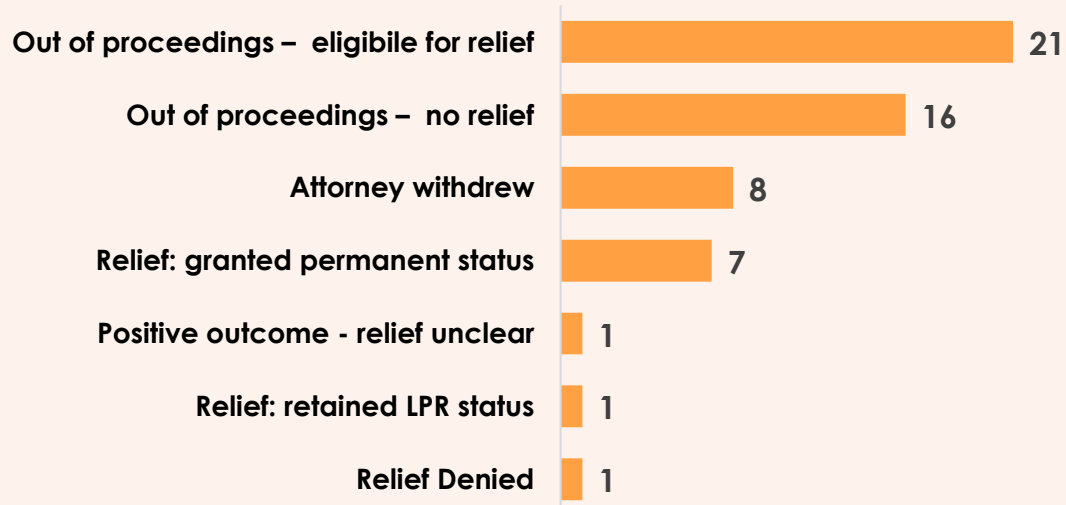 Out of proceedings –  eligibile for relief 21
Out of proceedings –  no relief 16
Attorney withdrew 8
Relief: granted permanent status 7
Positive outcome - relief unclear 1
Relief: retained LPR status 1
Relief Denied 1